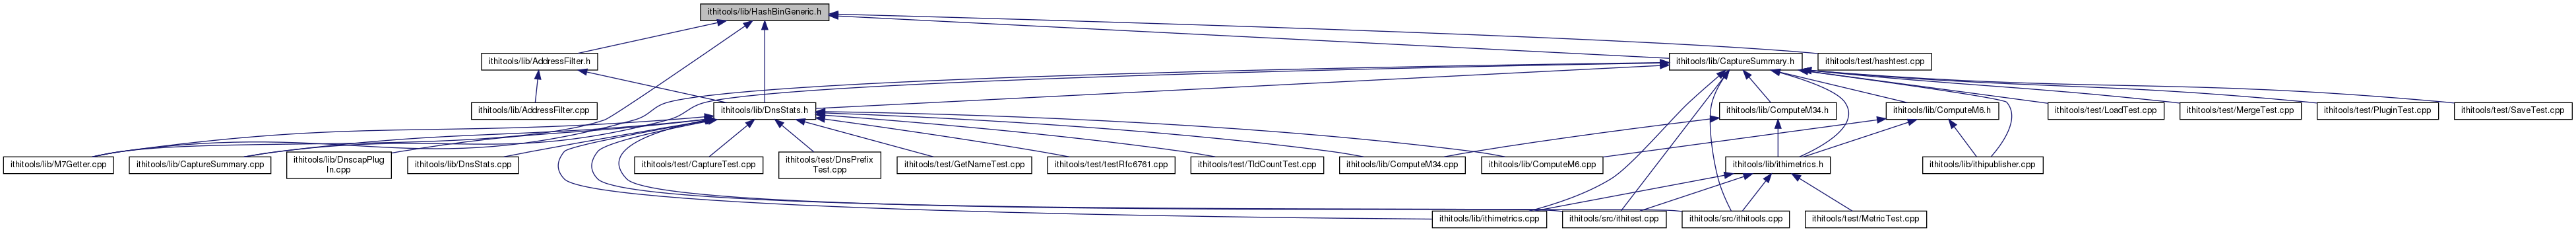 ithitools/lib/HashBinGeneric.h
ithitools/lib/AddressFilter.h
ithitools/lib/CaptureSummary.h
ithitools/test/hashtest.cpp
ithitools/lib/AddressFilter.cpp
ithitools/lib/DnsStats.h
ithitools/lib/ComputeM34.h
ithitools/lib/ComputeM6.h
ithitools/test/LoadTest.cpp
ithitools/test/MergeTest.cpp
ithitools/test/PluginTest.cpp
ithitools/test/SaveTest.cpp
ithitools/lib/M7Getter.cpp
ithitools/lib/CaptureSummary.cpp
ithitools/lib/DnscapPlug
In.cpp
ithitools/lib/DnsStats.cpp
ithitools/test/CaptureTest.cpp
ithitools/test/DnsPrefix
Test.cpp
ithitools/test/GetNameTest.cpp
ithitools/test/testRfc6761.cpp
ithitools/test/TldCountTest.cpp
ithitools/lib/ComputeM34.cpp
ithitools/lib/ComputeM6.cpp
ithitools/lib/ithimetrics.h
ithitools/lib/ithipublisher.cpp
ithitools/lib/ithimetrics.cpp
ithitools/src/ithitest.cpp
ithitools/src/ithitools.cpp
ithitools/test/MetricTest.cpp